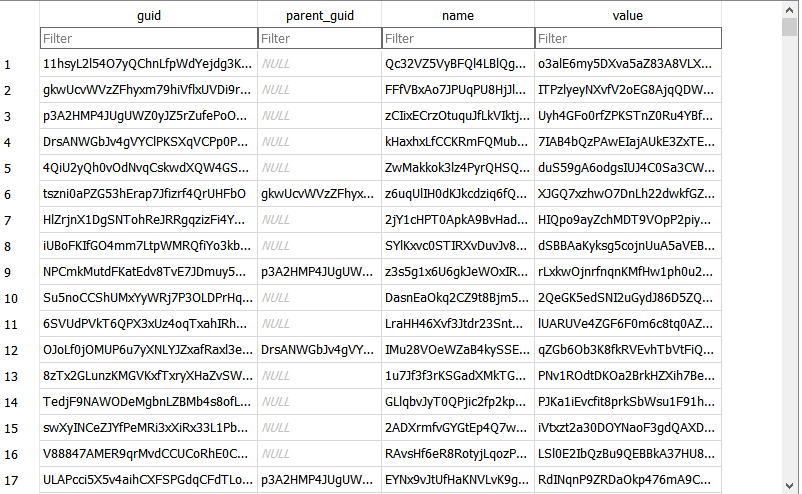 guid parent_guid name value
Filter Filter Filter Filter
1 11hsyL2l54O7yQChnLfpWdYejdg3K... NULL Qc32VZ5VyBFQl4LBlQg... o3alE6my5DXva5aZ83A8VLX...
2 gkwUcvWVzZFhyxm79hiVflxUVDi9r... NULL FFfVBxAo7JPUqPU8HjJl... ITPzlyeyNXvfV2oEG8AjqQDW...
3 p3A2HMP4JUgUWZ0yJZ5rZufePoO... NULL zCIixECrzOtuquJfLkVIktj... Uyh4GFo0rfZPKSTnZ0Ru4YBf...
4 DrsANWGbJv4gVYClPKSXqVCPp0P... NULL kHaxhxLfCCKRmFQMub... 7IAB4bQzPAwEIajAUkE3ZxTE...
5 4QiU2yQh0vOdNvqCskwdXQW4GS... NULL ZwMakkok3lz4PyrQHSQ... duS59gA6odgsIUJ4C0Sa3CW...
6 tszni0aPZG53hErap7Jfizrf4QrUHFbO gkwUcvWVzZFhyx... z6uqUlIH0dKJkcdziq6fQ... XJGQ7xzhwO7DnLh22dwkfGZ...
7 HlZrjnX1DgSNTohReJRRgqzizFi4Y... NULL 2jY1cHPT0ApkA9BvHad... HIQpo9ayZchMDT9VOpP2piy...
8 iUBoFKIfGO4mm7LtpWMRQfiYo3kb... NULL SYlKxvc0STIRXvDuvJv8... dSBBAaKyksg5cojnUuA5aVEB...
9 NPCmkMutdFKatEdv8TvE7JDmuy5... p3A2HMP4JUgUW... z3s5g1x6U6gkJeWOxIR... rLxkwOjnrfnqnKMfHw1ph0u2...
10 Su5noCCShUMxYyWRj7P3OLDPrHq... NULL DasnEaOkq2CZ9t8Bjm5... 2QeGK5edSNI2uGydJ86D5ZQ...
11 6SVUdPVkT6QPX3xUz4oqTxahIRh... NULL LraHH46Xvf3Jtdr23Snt... lUARUVe4ZGF6F0m6c8tq0AZ...
12 OJoLf0jOMUP6u7yXNLYJZxafRaxl3e... DrsANWGbJv4gVY... IMu28VOeWZaB4kySSE... qZGb6Ob3K8fkRVEvhTbVtFiQ...
13 8zTx2GLunzKMGVKxfTxryXHaZvSW... NULL 1u7Jf3f3rKSGadXMkTG... PNv1ROdtDKOa2BrkHZXih7Be...
14 TedjF9NAWODeMgbnLZBMb4s8ofL... NULL GLlqbvJyT0QPjic2fp2kp... PJKa1iEvcfit8prkSbWsu1F91h...
15 swXyINCeZJYfPeMRi3xXiRx33L1Pb... NULL 2ADXrmfvGYGtEp4Q7w... iVtxzt2a30DOYNaoF3gdQAXD...
16 V88847AMER9qrMvdCCUCoRhE0C... NULL RAvsHf6eR8RotyjLqozP... LSl0E2IbQzBu9QEBBkA37HU8...
17 ULAPcci5X5v4aihCXFSPGdqCFdTLo... p3A2HMP4JUgUW... EYNx9vJtUfHaKNVLvK9g... RdINqnP9ZRDaOkp476mA9C...